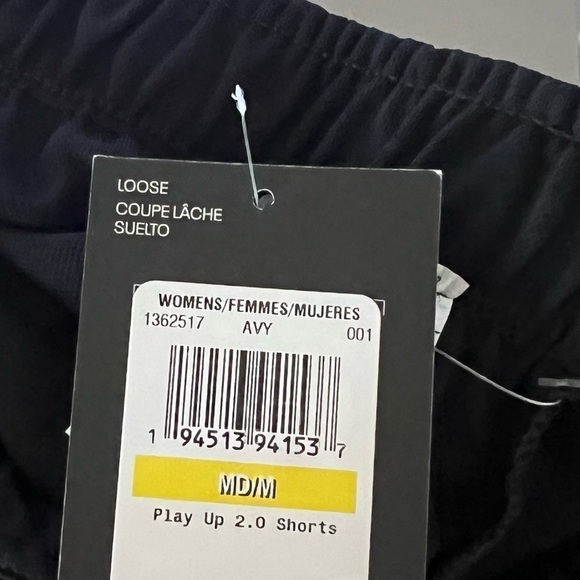 LOOSE
COUPE LÂCHE
SUELTO
WOMENS/FEMMES/MUJERES
1362517 AVY 001
1 94513 94153 7
MD/M
Play Up 2.0 Shorts